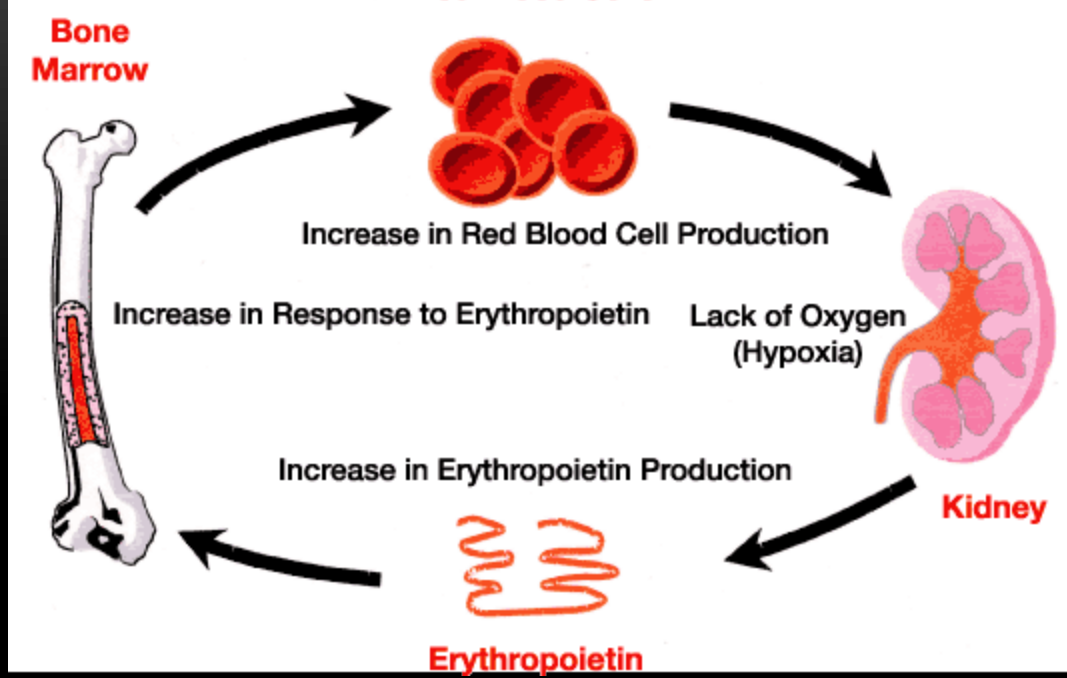 Bone
Marrow
Increase in Red Blood Cell Production
Increase in Response to Erythropoietin
Lack of Oxygen
(Hypoxia)
Increase in Erythropoietin Production
Kidney
Erythropoietin